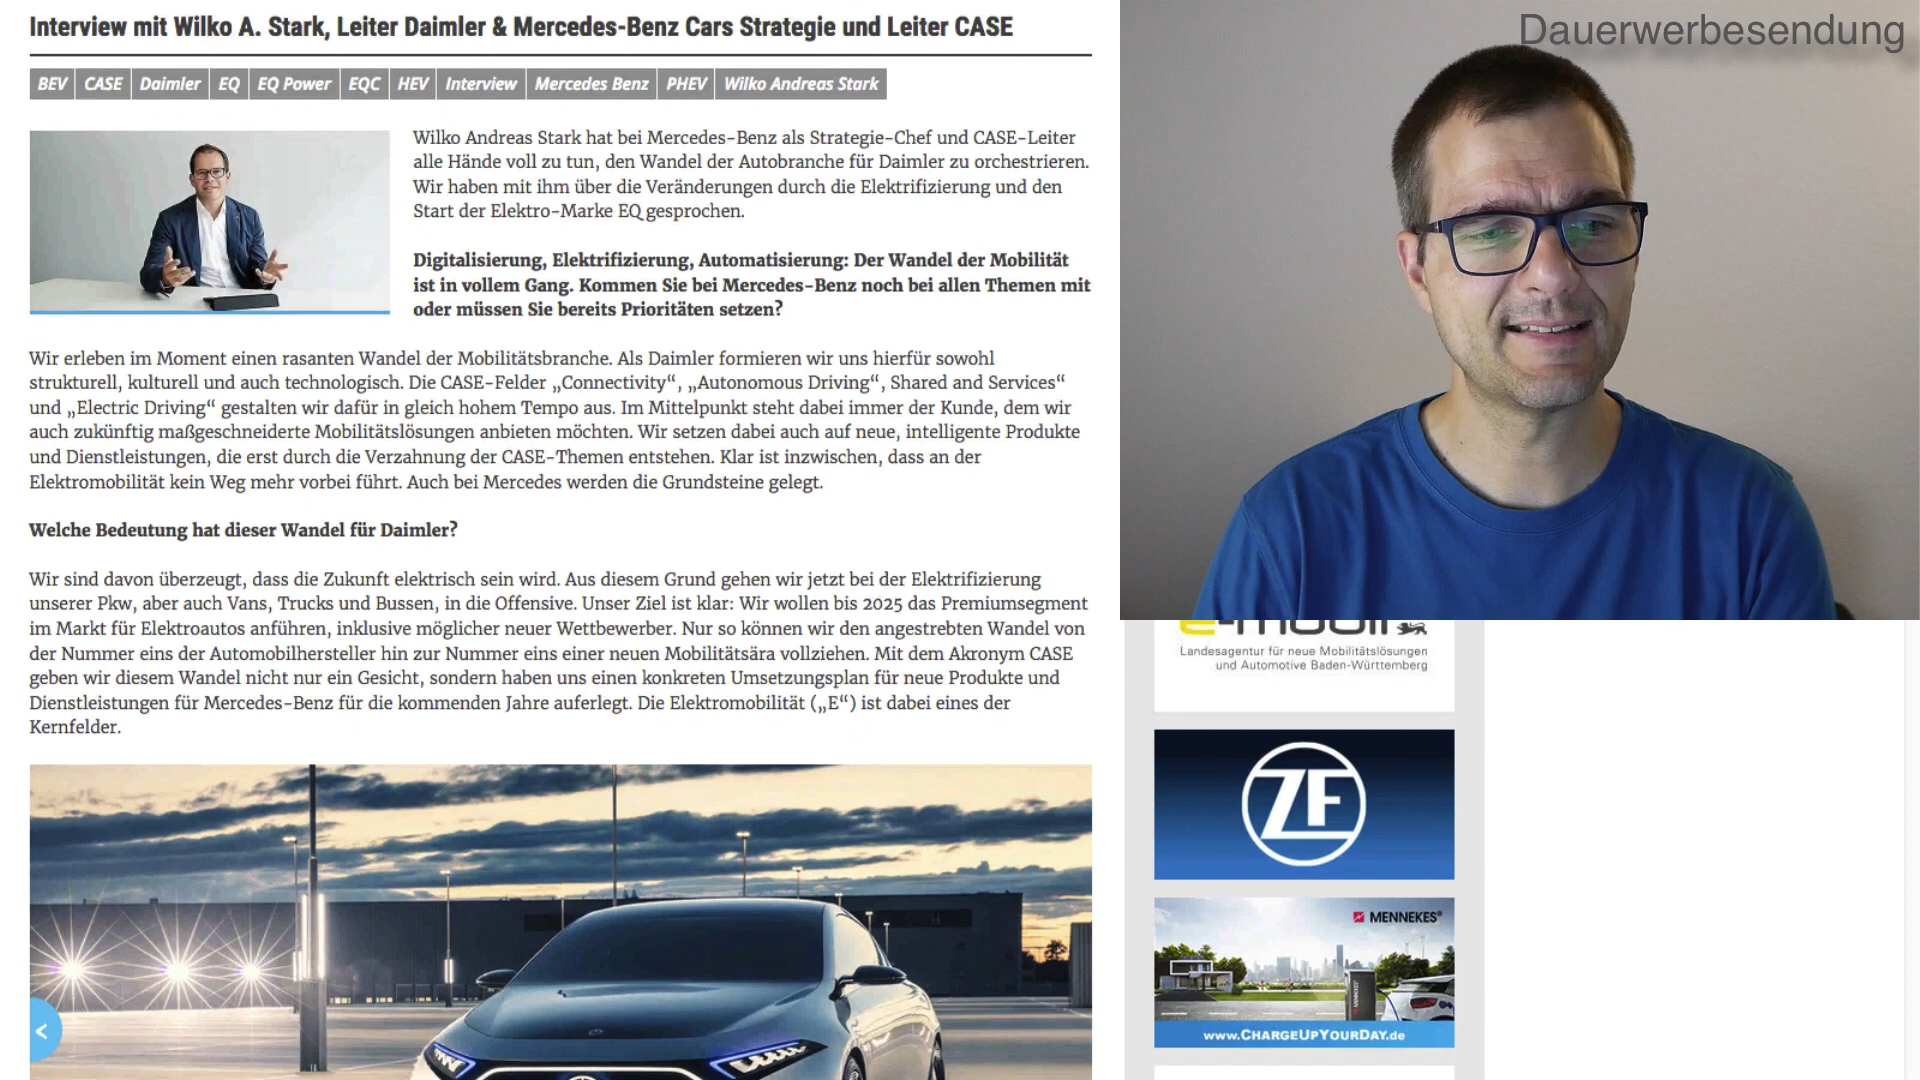 Interview mit Wilko A. Stark, Leiter Daimler & Mercedes-Benz Cars Strategie und Leiter CASE
BEV CASE Daimler EQ EQ Power EQC HEV Interview Mercedes Benz PHEV Wilko Andreas Stark
Wilko Andreas Stark hat bei Mercedes-Benz als Strategie-Chef und CASE-Leiter
alle Hände voll zu tun, den Wandel der Autobranche für Daimler zu orchestrieren.
Wir haben mit ihm über die Veränderungen durch die Elektrifizierung und den
Start der Elektro-Marke EQ gesprochen.
Digitalisierung, Elektrifizierung, Automatisierung: Der Wandel der Mobilität
ist in vollem Gang. Kommen Sie bei Mercedes-Benz noch bei allen Themen mit
oder müssen Sie bereits Prioritäten setzen?
Wir erleben im Moment einen rasanten Wandel der Mobilitätsbranche. Als Daimler formieren wir uns hierfür sowohl
strukturell, kulturell und auch technologisch. Die CASE-Felder „Connectivity“, „Autonomous Driving“, Shared and Services“
und „Electric Driving“ gestalten wir dafür in gleich hohem Tempo aus. Im Mittelpunkt steht dabei immer der Kunde, dem wir
auch zukünftig maßgeschneiderte Mobilitätslösungen anbieten möchten. Wir setzen dabei auch auf neue, intelligente Produkte
und Dienstleistungen, die erst durch die Verzahnung der CASE-Themen entstehen. Klar ist inzwischen, dass an der
Elektromobilität kein Weg mehr vorbei führt. Auch bei Mercedes werden die Grundsteine gelegt.
Welche Bedeutung hat dieser Wandel für Daimler?
Wir sind davon überzeugt, dass die Zukunft elektrisch sein wird. Aus diesem Grund gehen wir jetzt bei der Elektrifizierung
unserer Pkw, aber auch Vans, Trucks und Bussen, in die Offensive. Unser Ziel ist klar: Wir wollen bis 2025 das Premiumsegment
im Markt für Elektroautos anführen, inklusive möglicher neuer Wettbewerber. Nur so können wir den angestrebten Wandel von
der Nummer eins der Automobilhersteller hin zur Nummer eins einer neuen Mobilitätsära vollziehen. Mit dem Akronym CASE
geben wir diesem Wandel nicht nur ein Gesicht, sondern haben uns einen konkreten Umsetzungsplan für neue Produkte und
Dienstleistungen für Mercedes-Benz für die kommenden Jahre auferlegt. Die Elektromobilität („E“) ist dabei eines der
Kernfelder.
<
Dauerwerbesendung
Landesagentur für neue Mobilitätslösungen
und Automotive Baden-Württemberg
ZF
MENNEKES®
www.CHARGEUPYOURDAY.de